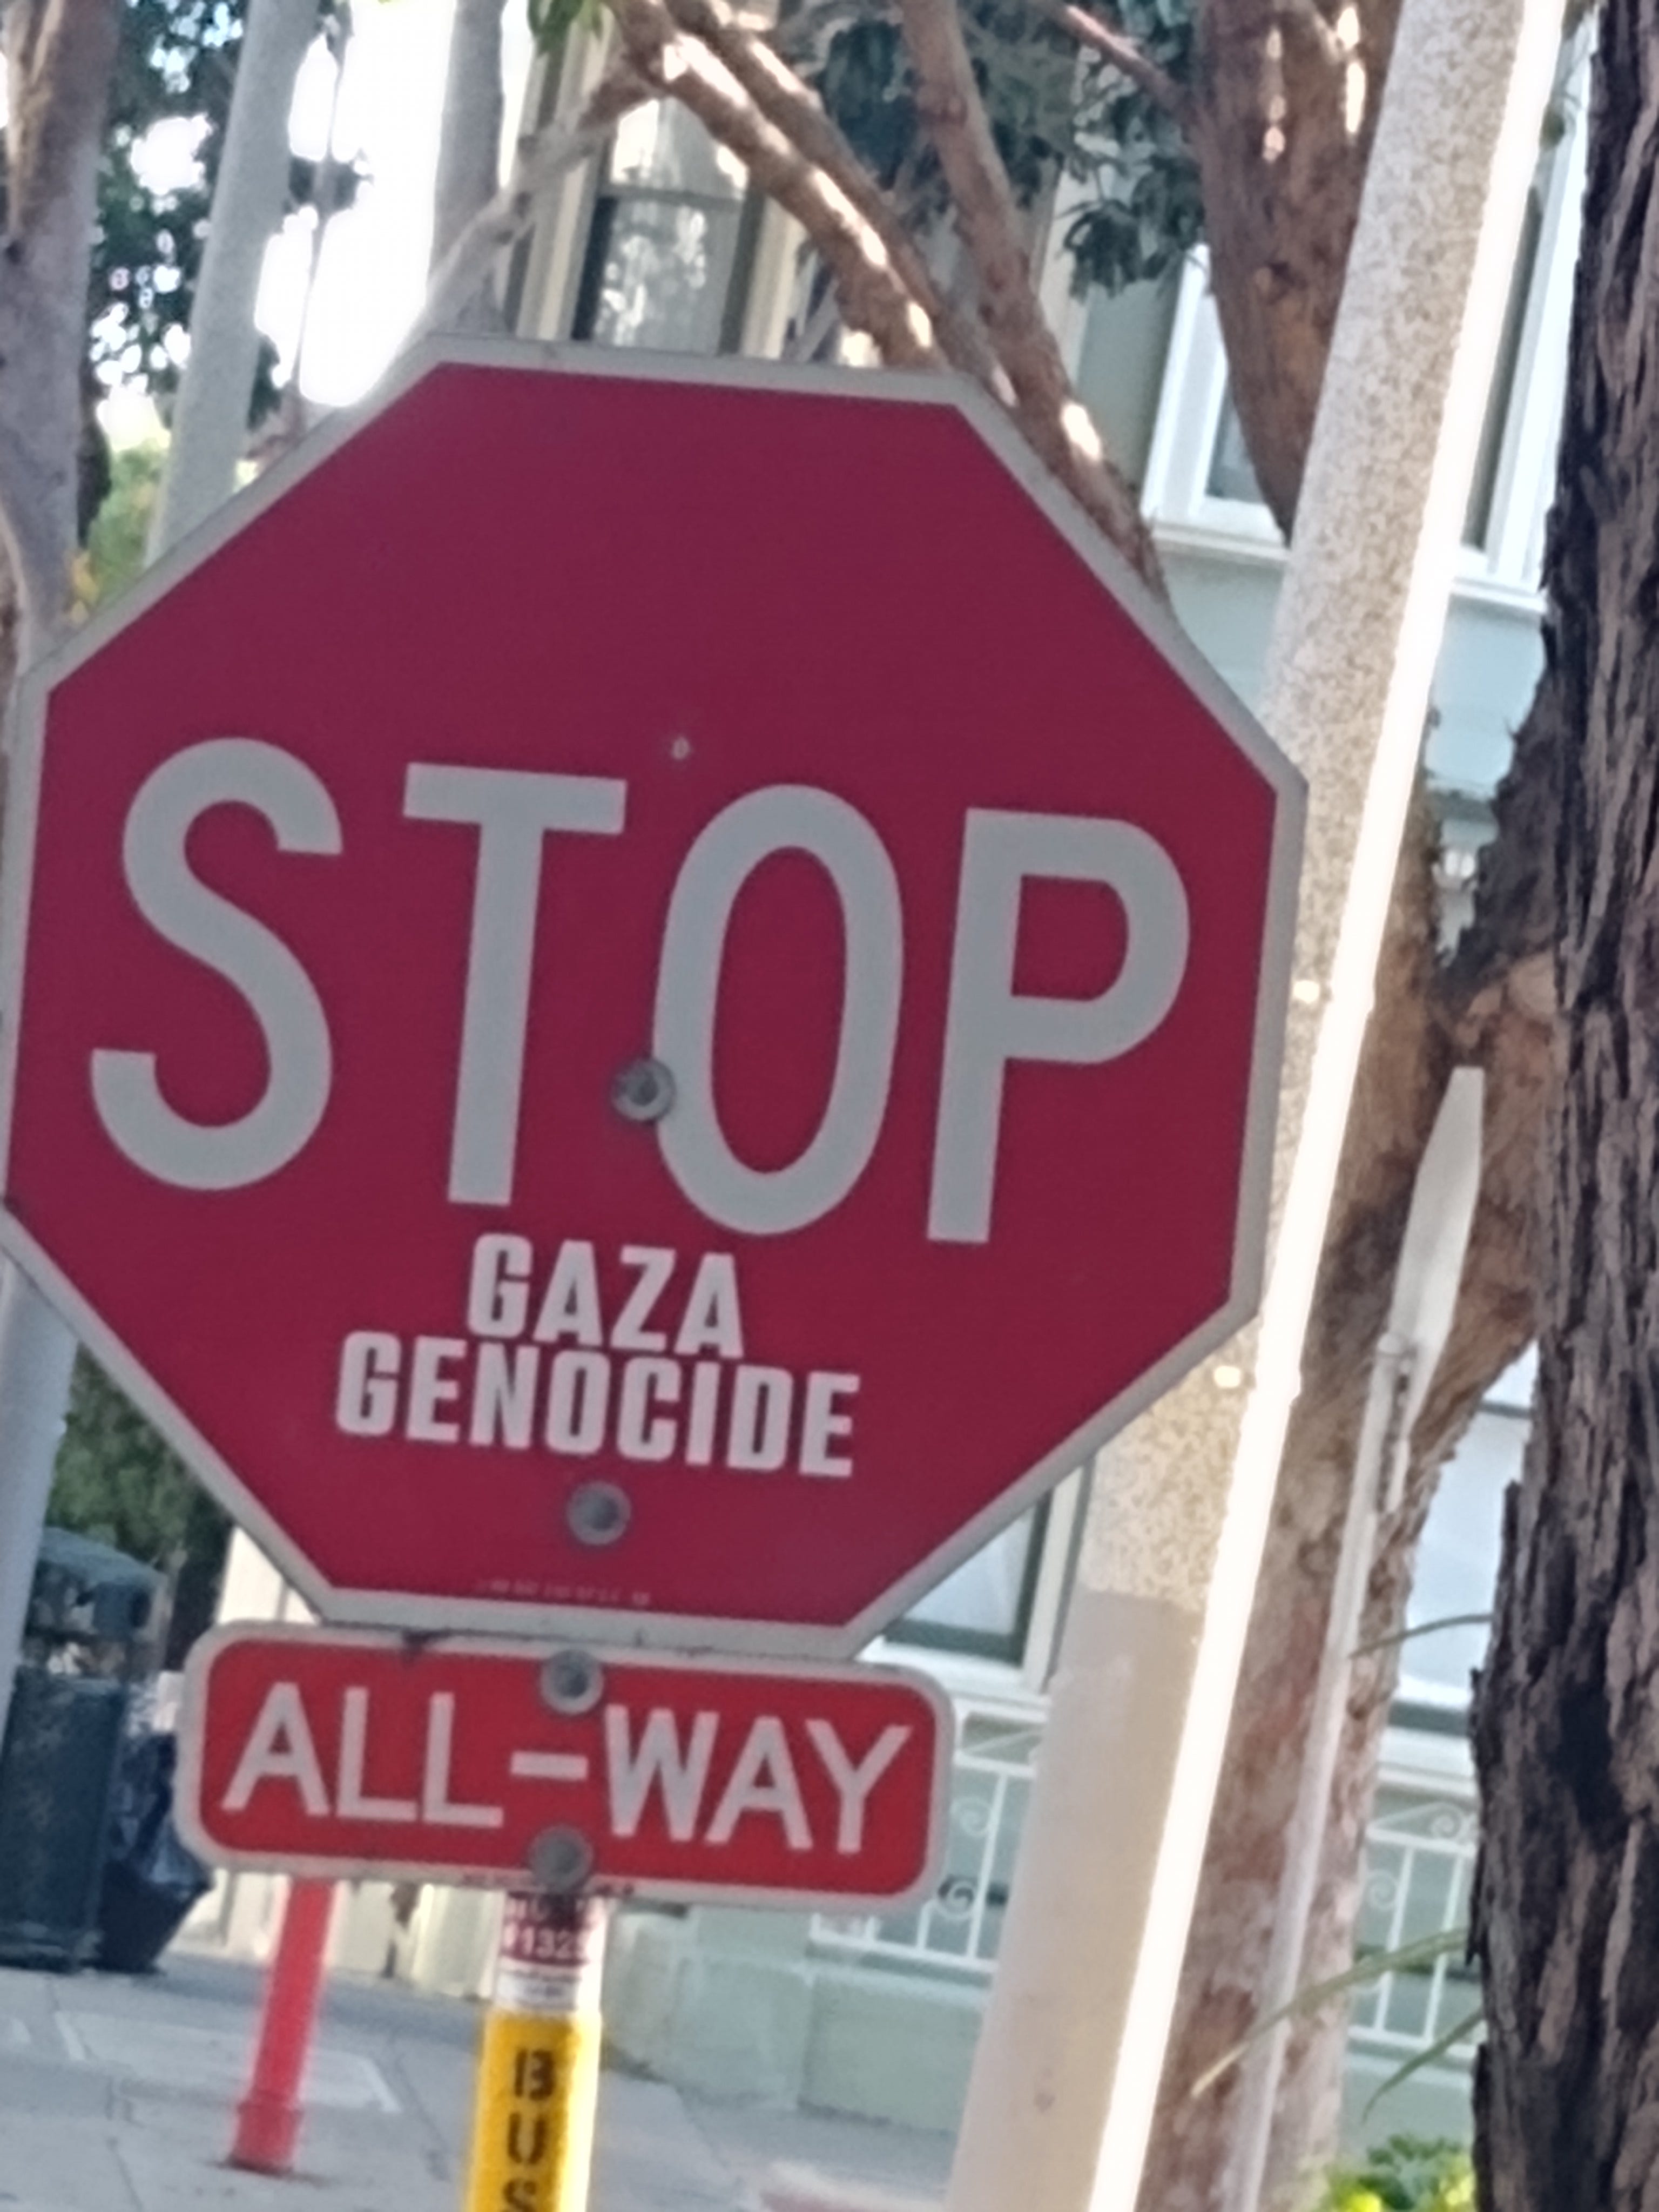 STOP
GAZA
GENOCIDE
ALL-WAY
BUS